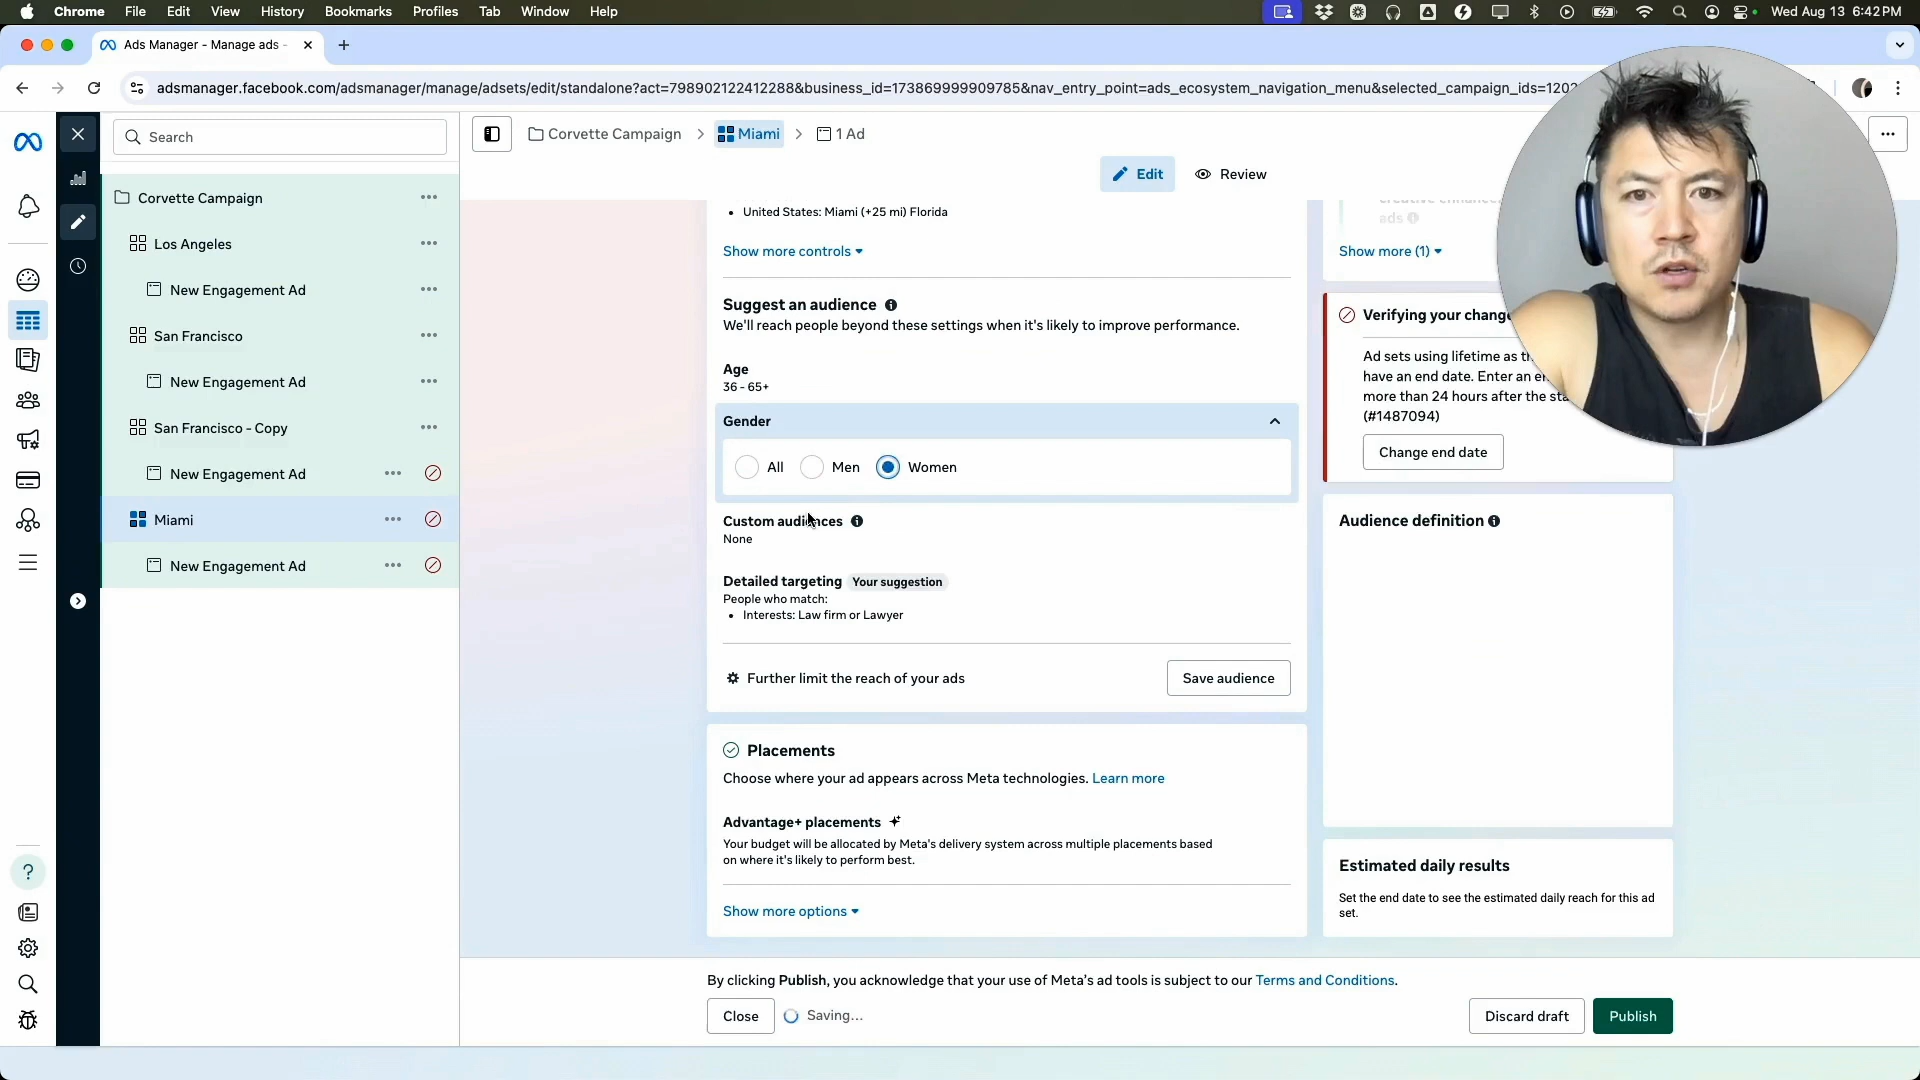 Chrome File Edit View History Bookmarks Profiles Tab Window Help Wed Aug 13 6:42 PM
Ads Manager - Manage ads -
adsmanager.facebook.com/adsmanager/manage/adsets/edit/standalone?act=798902122412288&business_id=173869999909785&nav_entry_point=ads_ecosystem_navigation_menu&selected_campaign_ids=1202
Search
Corvette Campaign
Los Angeles
New Engagement Ad
San Francisco
New Engagement Ad
San Francisco - Copy
New Engagement Ad
Miami
New Engagement Ad
Corvette Campaign > Miami > 1 Ad
Edit Review
United States: Miami (+25 mi) Florida
Show more controls
Suggest an audience
We'll reach people beyond these settings when it's likely to improve performance.
Age
36 - 65+
Gender
All Men Women
Custom audiences
None
Detailed targeting Your suggestion
People who match:
Interests: Law firm or Lawyer
Further limit the reach of your ads Save audience
Placements
Choose where your ad appears across Meta technologies. Learn more
Advantage+ placements
Your budget will be allocated by Meta's delivery system across multiple placements based
on where it's likely to perform best.
Show more options
creative enhance
ads
Show more (1)
Verifying your change
Ad sets using lifetime as
have an end date. Enter an
more than 24 hours after the
(#1487094)
Change end date
Audience definition
Estimated daily results
Set the end date to see the estimated daily reach for this ad
set.
By clicking Publish, you acknowledge that your use of Meta's ad tools is subject to our Terms and Conditions.
Close Saving... Discard draft Publish